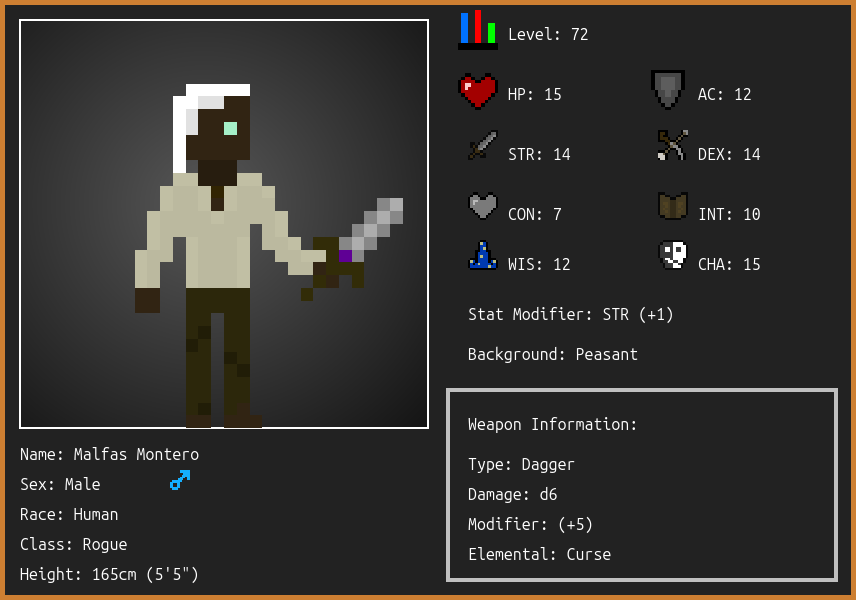 Level: 72
HP: 15
AC: 12
STR: 14
DEX: 14
CON: 7
INT: 10
WIS: 12
CHA: 15
Stat Modifier: STR (+1)
Background: Peasant
Weapon Information:
Type: Dagger
Damage: d6
Modifier: (+5)
Elemental: Curse
Name: Malfas Montero
Sex: Male
Race: Human
Class: Rogue
Height: 165cm (5'5")